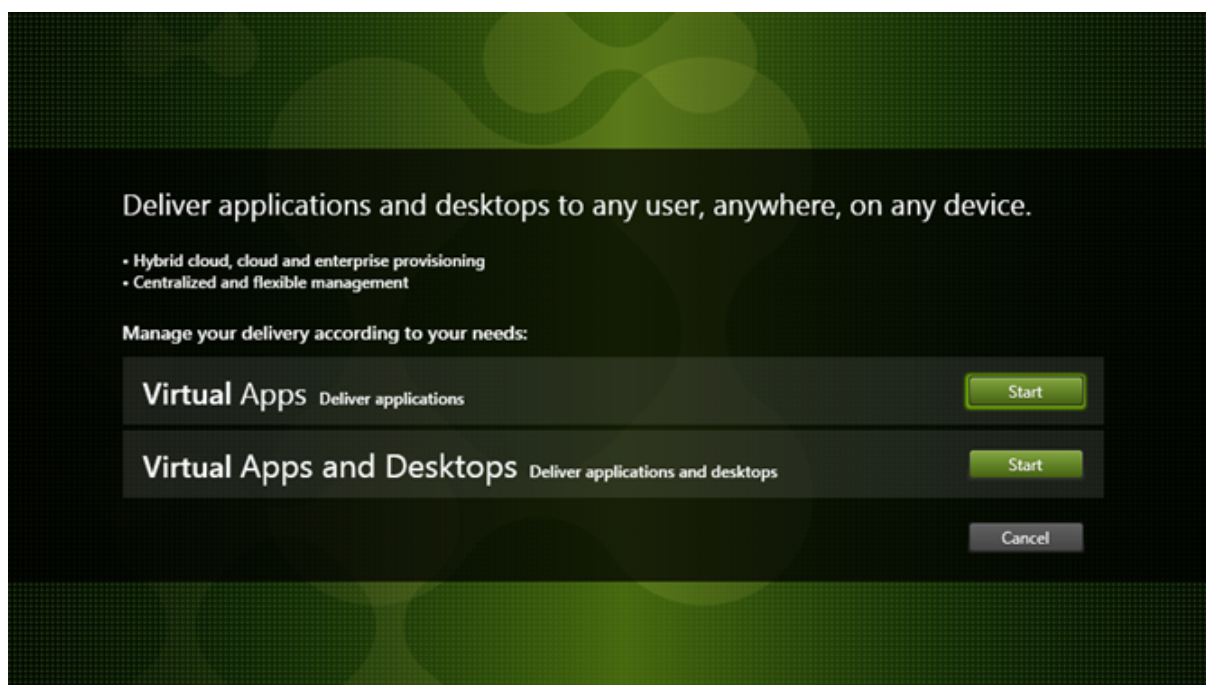 Deliver applications and desktops to any user, anywhere, on any device.
• Hybrid cloud, cloud and enterprise provisioning
• Centralized and flexible management
Manage your delivery according to your needs:
Virtual Apps Deliver applications Start
Virtual Apps and Desktops Deliver applications and desktops Start
Cancel